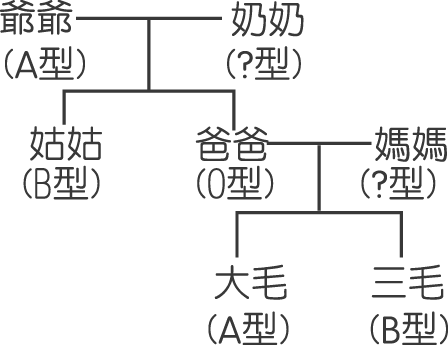 爺爺 奶奶
(A型) (?型)
姑姑 爸爸 媽媽
(B型) (O型) (?型)
大毛 三毛
(A型) (B型)